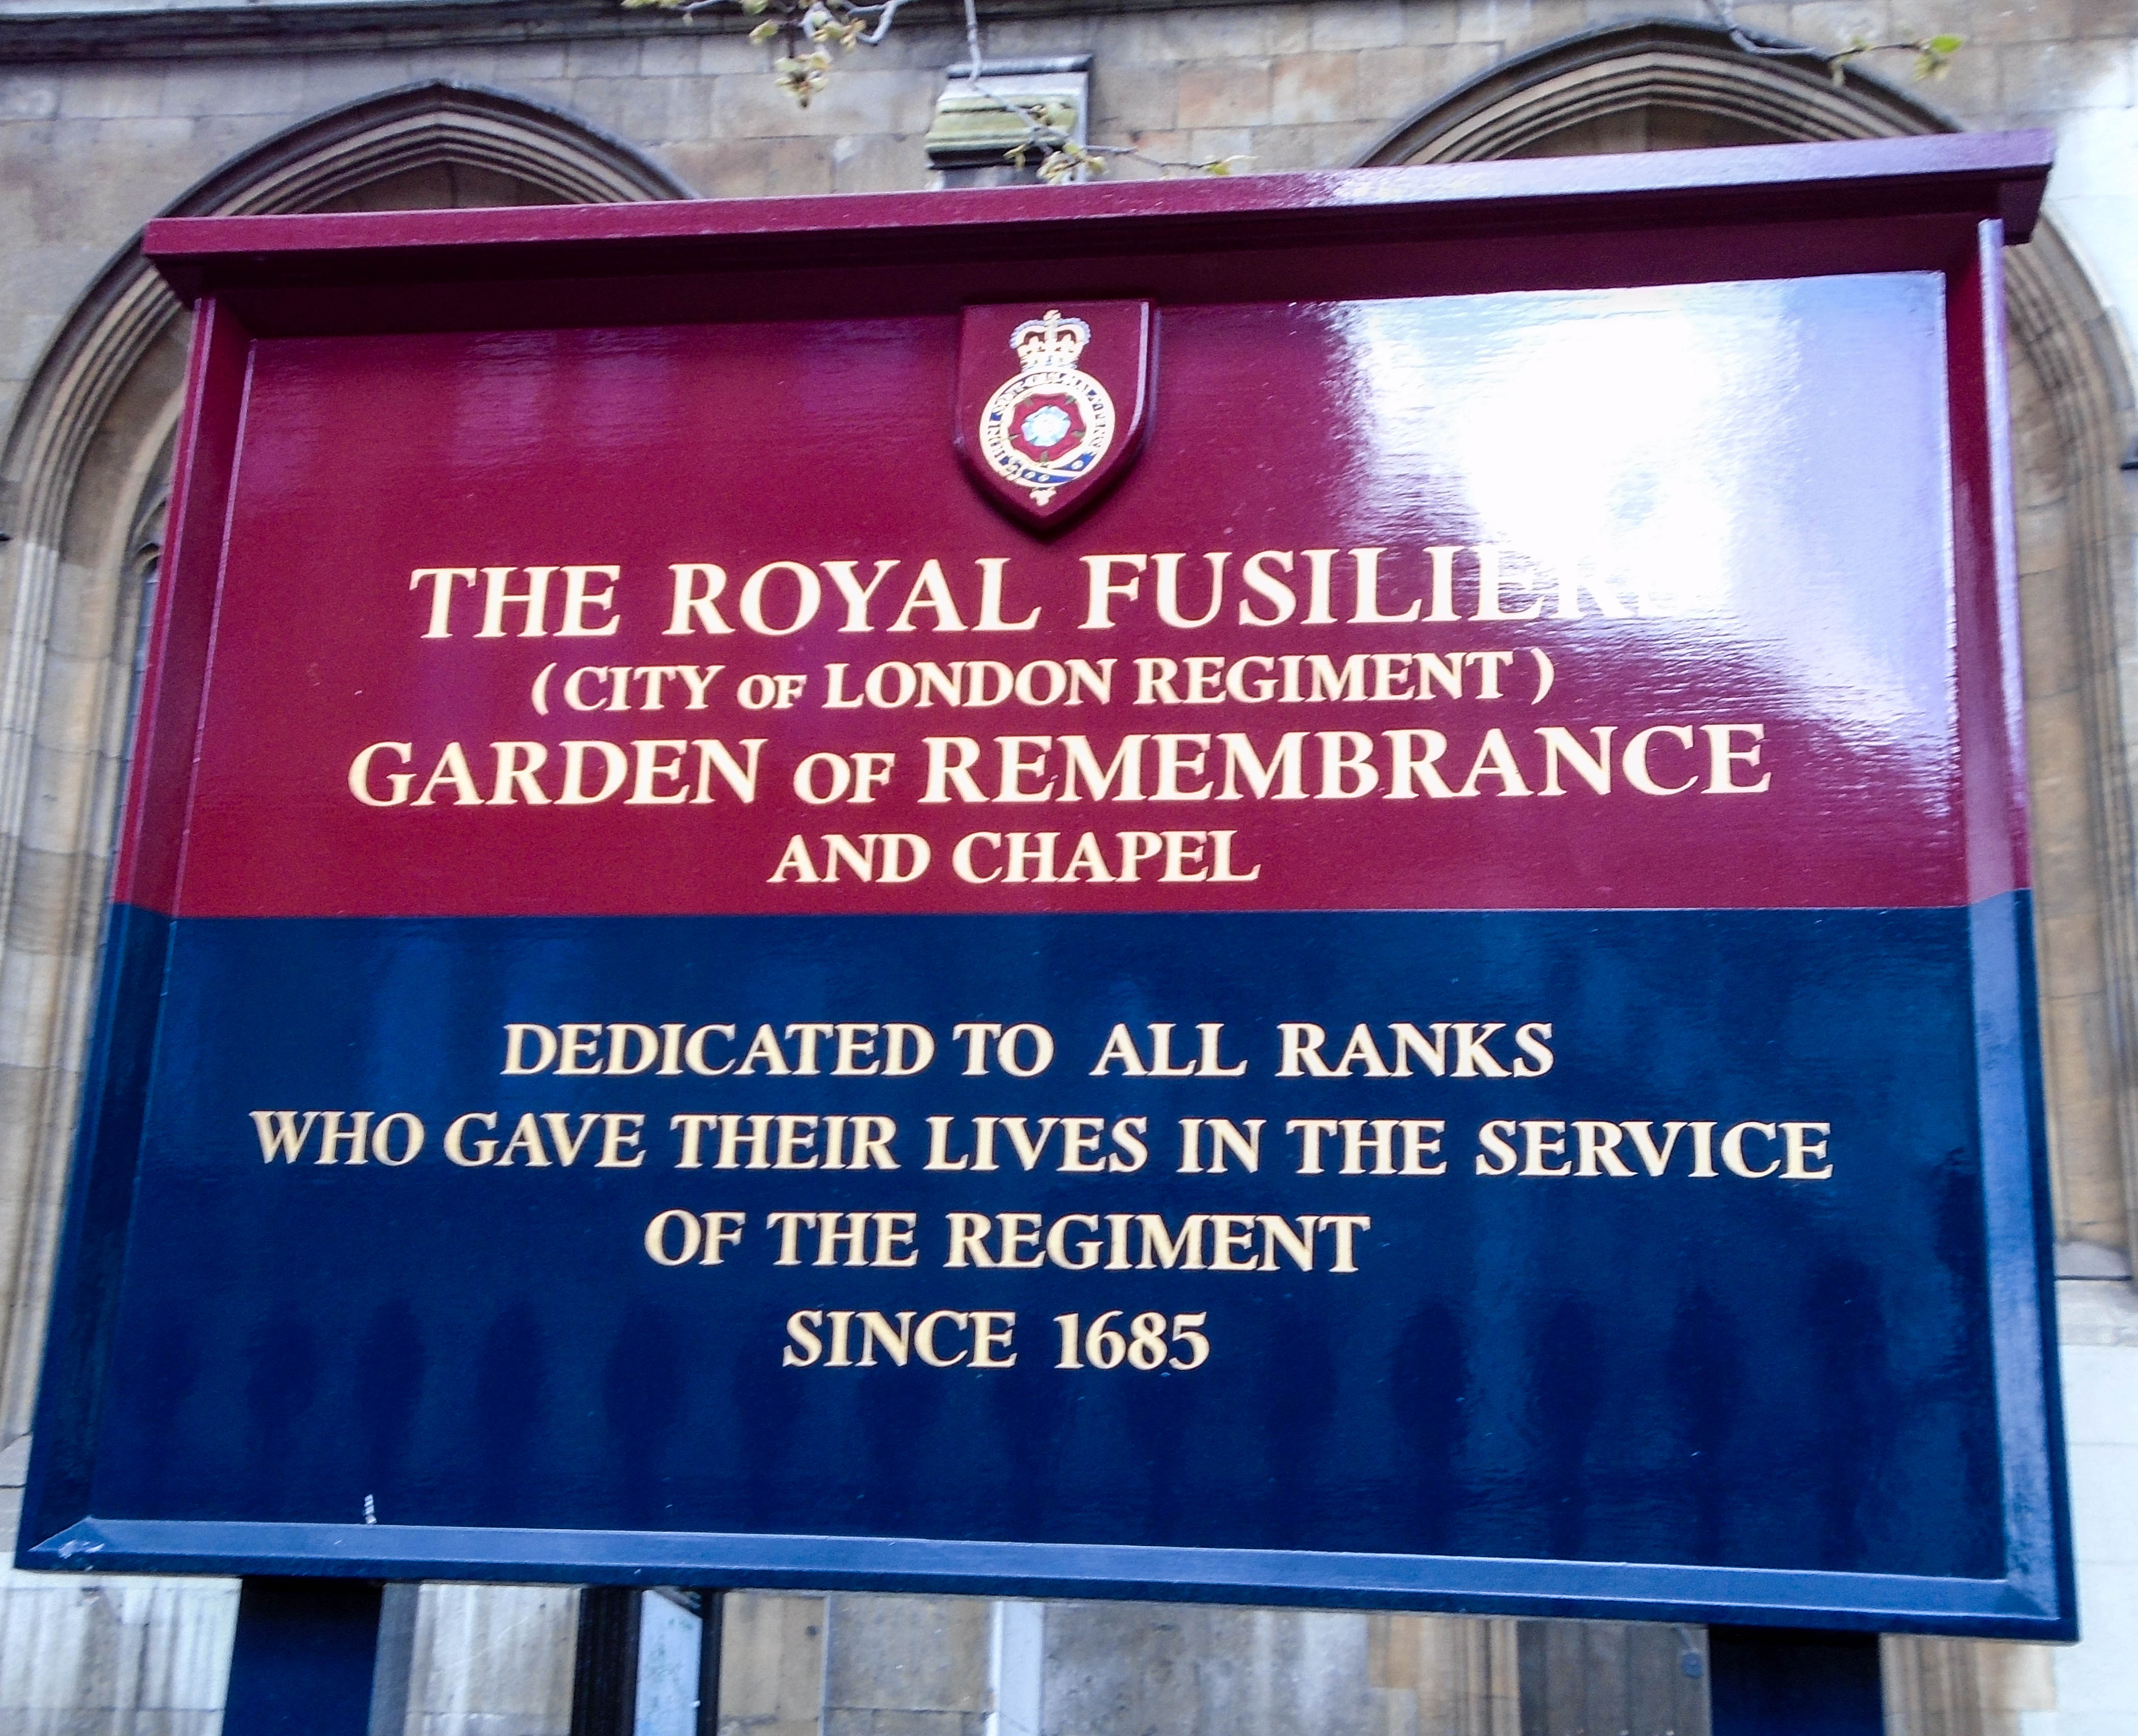 THE ROYAL FUSILIERS
(CITY OF LONDON REGIMENT)
GARDEN OF REMEMBRANCE
AND CHAPEL
DEDICATED TO ALL RANKS
WHO GAVE THEIR LIVES IN THE SERVICE
OF THE REGIMENT
SINCE 1685